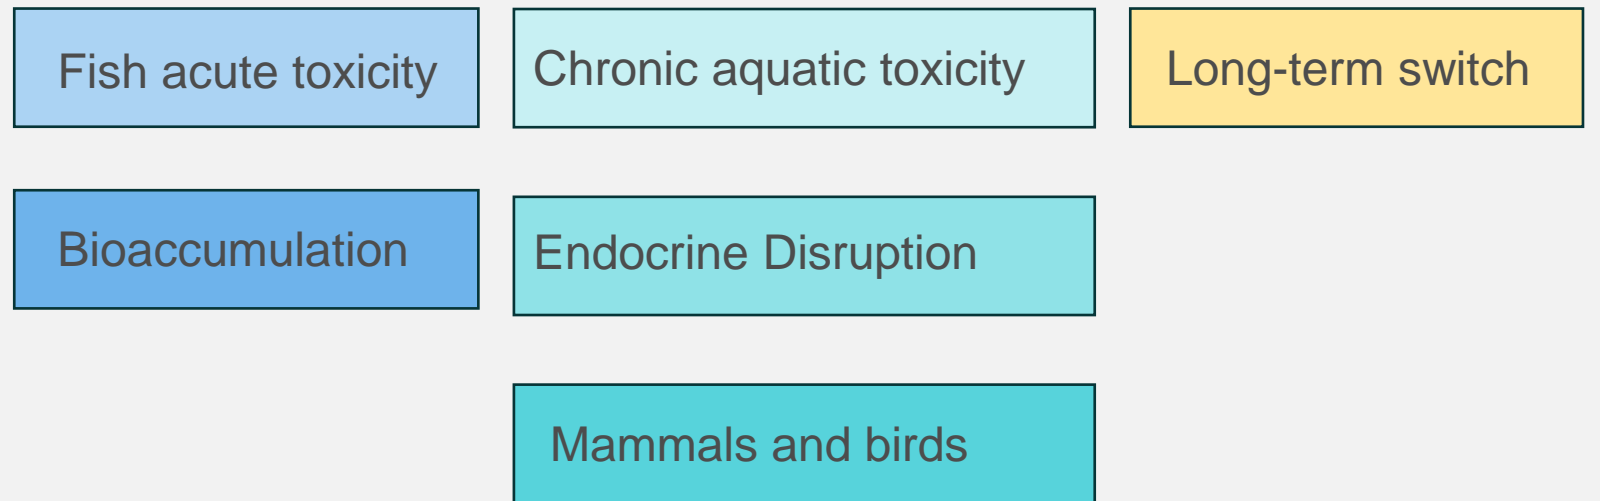 Fish acute toxicity
Chronic aquatic toxicity
Long-term switch
Bioaccumulation
Endocrine Disruption
Mammals and birds